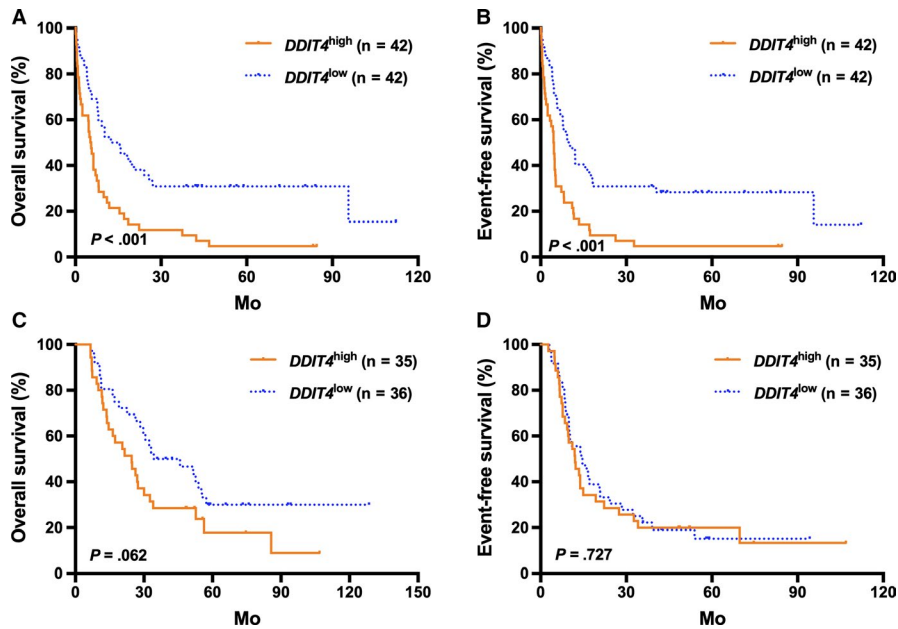 A
Overall survival (%)
100
80
60
40
20
0
0 30 60 90 120
Mo
DDIT4high (n = 42)
DDIT4low (n = 42)
P < .001
B
Event-free survival (%)
100
80
60
40
20
0
0 30 60 90 120
Mo
DDIT4high (n = 42)
DDIT4low (n = 42)
P < .001
C
Overall survival (%)
100
80
60
40
20
0
0 30 60 90 120 150
Mo
DDIT4high (n = 35)
DDIT4low (n = 36)
P = .062
D
Event-free survival (%)
100
80
60
40
20
0
0 30 60 90 120
Mo
DDIT4high (n = 35)
DDIT4low (n = 36)
P = .727